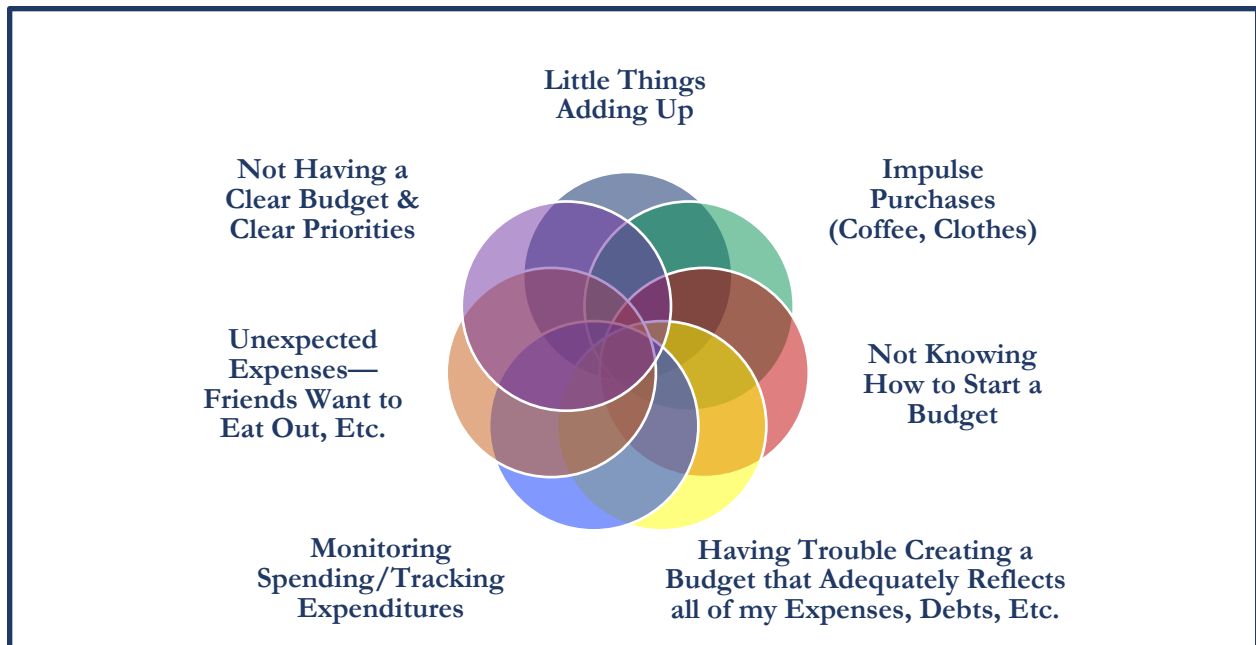 Little Things
Adding Up
Not Having a
Clear Budget &
Clear Priorities
Impulse
Purchases
(Coffee, Clothes)
Unexpected
Expenses—
Friends Want to
Eat Out, Etc.
Not Knowing
How to Start a
Budget
Monitoring
Spending/Tracking
Expenditures
Having Trouble Creating a
Budget that Adequately Reflects
all of my Expenses, Debts, Etc.